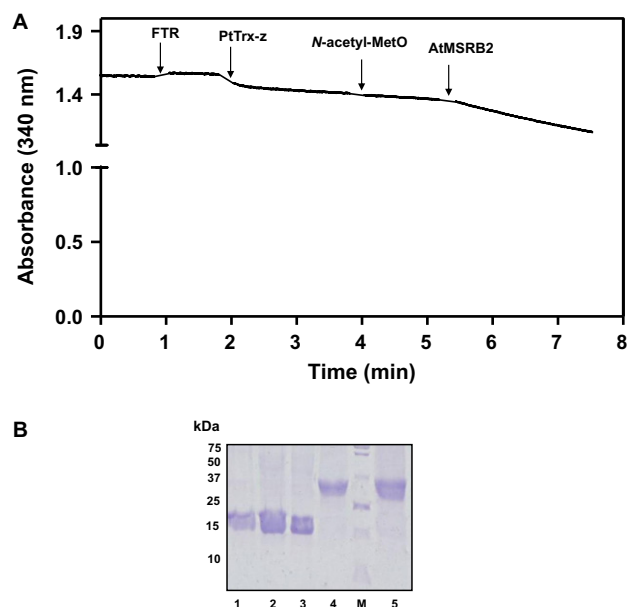 A
1.9
FTR
PtTrx-z
N-acetyl-MetO
AtMSRB2
1.4
1.0
0.5
0.0
Absorbance (340 nm)
0 1 2 3 4 5 6 7 8
Time (min)
B
kDa
75
50
37
25
15
10
1 2 3 4 M 5